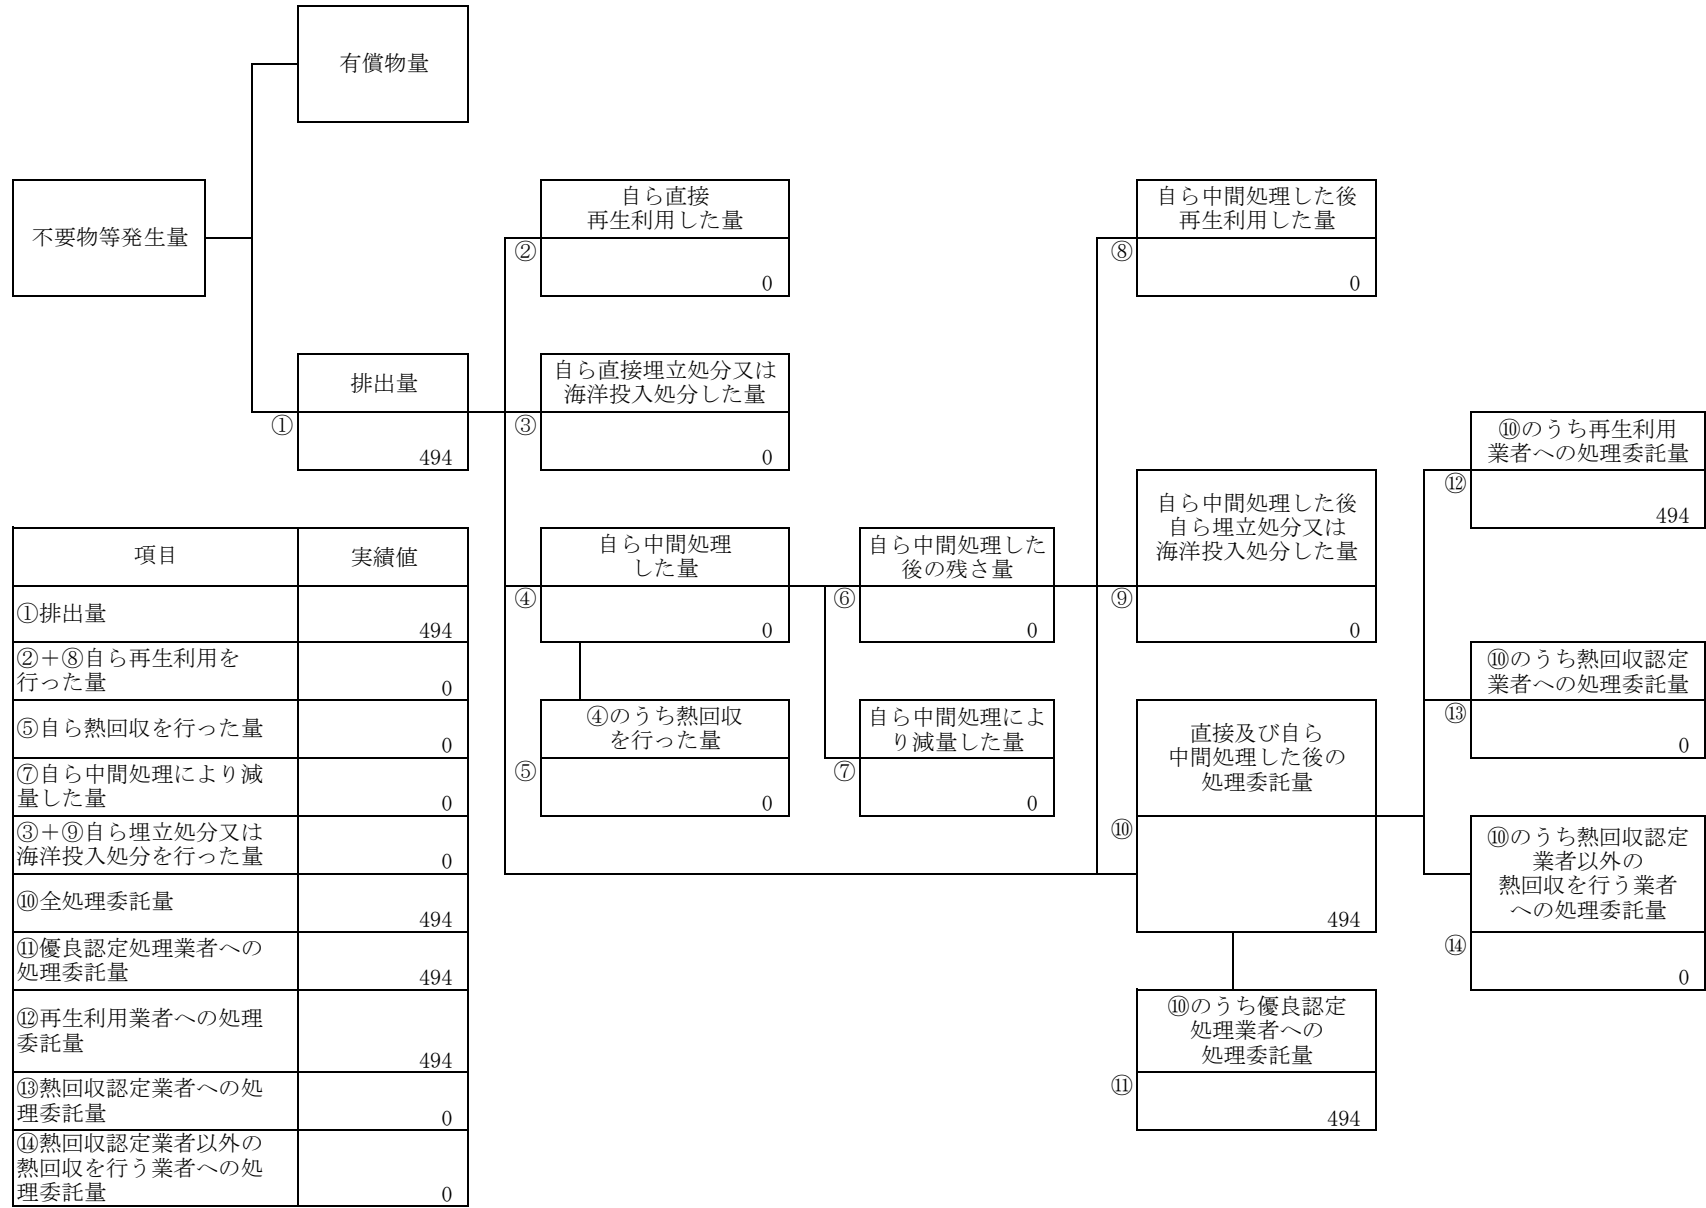 有償物量
不要物等発生量
自ら直接
再生利用した量
②
0
自ら中間処理した後
再生利用した量
⑧
0
排出量
①
494
自ら直接埋立処分又は
海洋投入処分した量
③
0
⑩のうち再生利用
業者への処理委託量
⑫
494
自ら中間処理
した量
④
0
自ら中間処理した
後の残さ量
⑥
0
自ら中間処理した後
自ら埋立処分又は
海洋投入処分した量
⑨
0
⑩のうち熱回収認定
業者への処理委託量
⑬
0
④のうち熱回収
を行った量
⑤
0
自ら中間処理によ
り減量した量
⑦
0
直接及び自ら
中間処理した後の
処理委託量
⑩
494
⑩のうち熱回収認定
業者以外の
熱回収を行う業者
への処理委託量
⑭
0
⑩のうち優良認定
処理業者への
処理委託量
⑪
494
項目
実績値
①排出量
494
②＋⑧自ら再生利用を
行った量
0
⑤自ら熱回収を行った量
0
⑦自ら中間処理により減
量した量
0
③＋⑨自ら埋立処分又は
海洋投入処分を行った量
0
⑩全処理委託量
494
⑪優良認定処理業者への
処理委託量
494
⑫再生利用業者への処理
委託量
494
⑬熱回収認定業者への処
理委託量
0
⑭熱回収認定業者以外の
熱回収を行う業者への処
理委託量
0